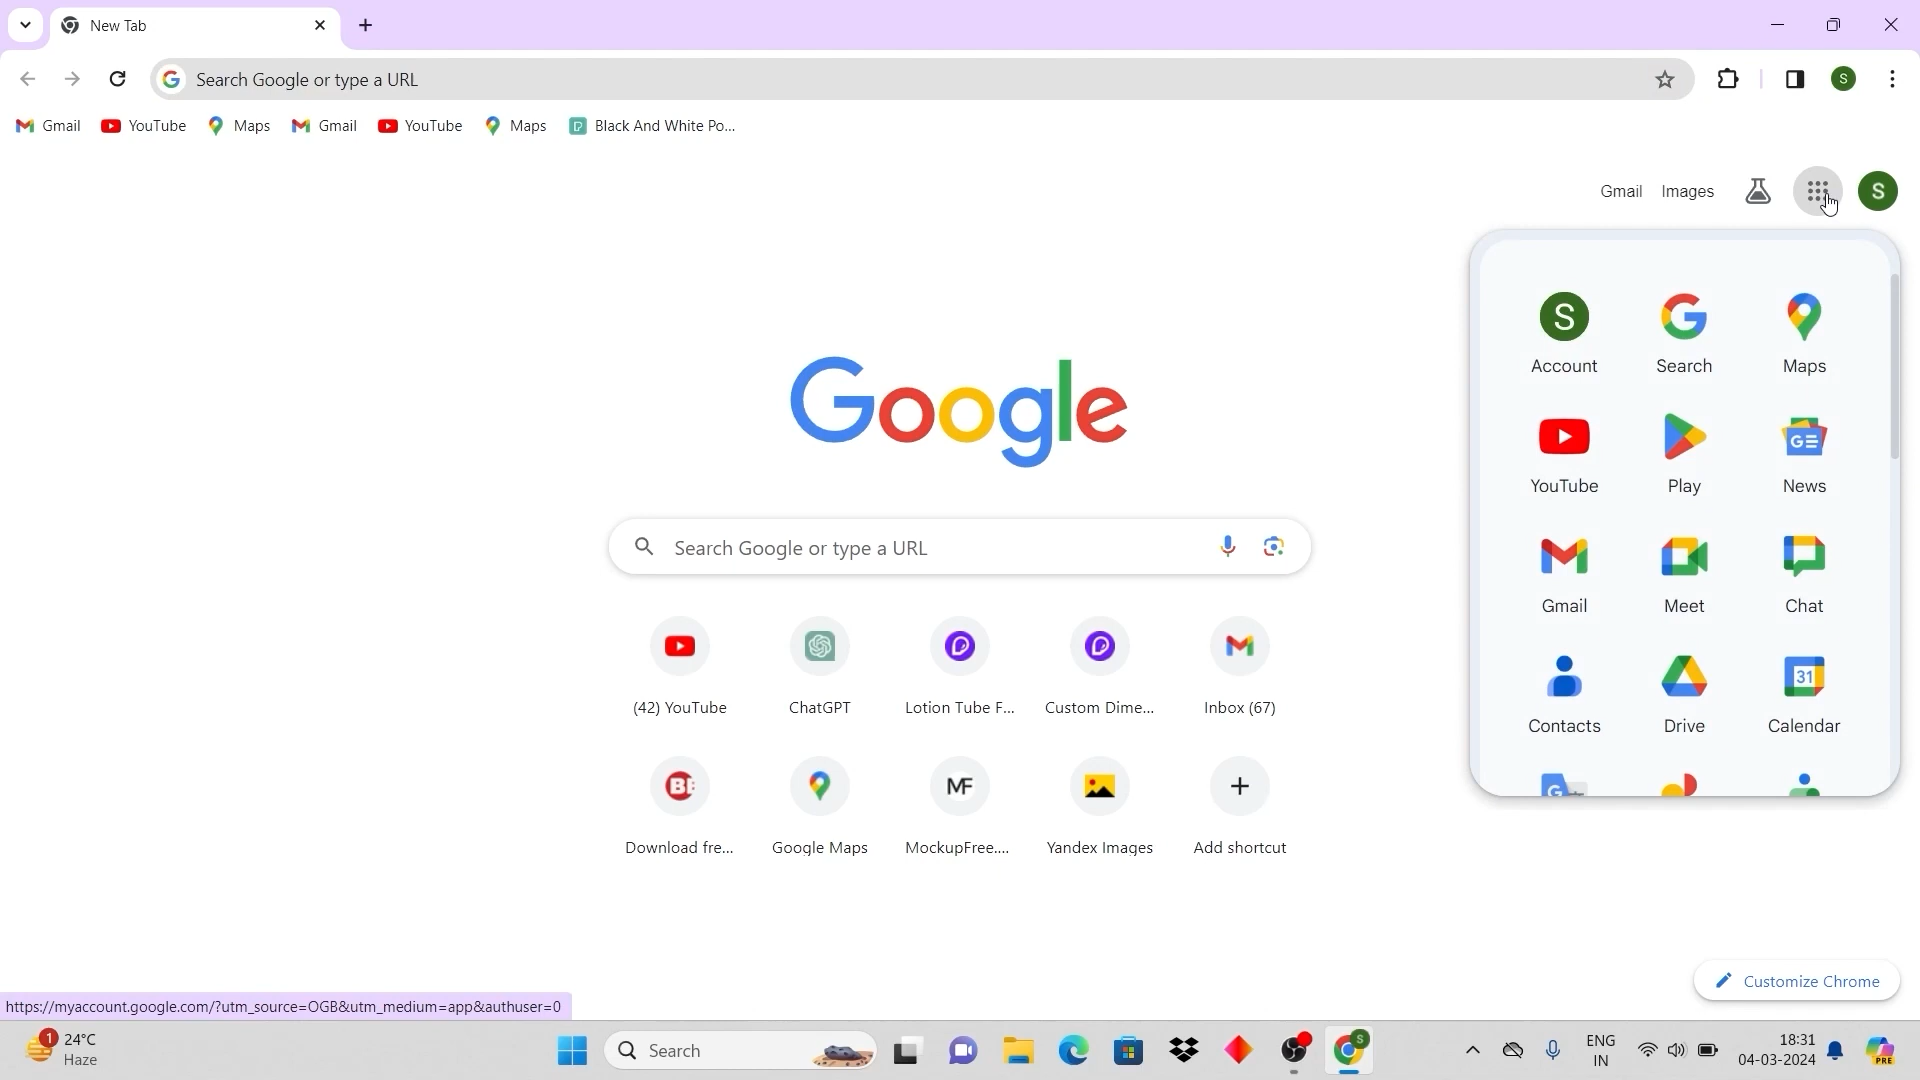 New Tab
Search Google or type a URL
Gmail YouTube Maps Gmail YouTube Maps Black And White Po...
Gmail Images S
S
Account Search Maps
YouTube Play News
Gmail Meet Chat
31
Contacts Drive Calendar
Google
Search Google or type a URL
(42) YouTube ChatGPT Lotion Tube F... Custom Dime... Inbox (67)
MF
Download fre... Google Maps MockupFree.... Yandex Images Add shortcut
Customize Chrome
https://myaccount.google.com/?utm_source=OGB&utm_medium=app&authuser=0
1 24°C
Haze
Search
ENG
IN
18:31
04-03-2024
PRE